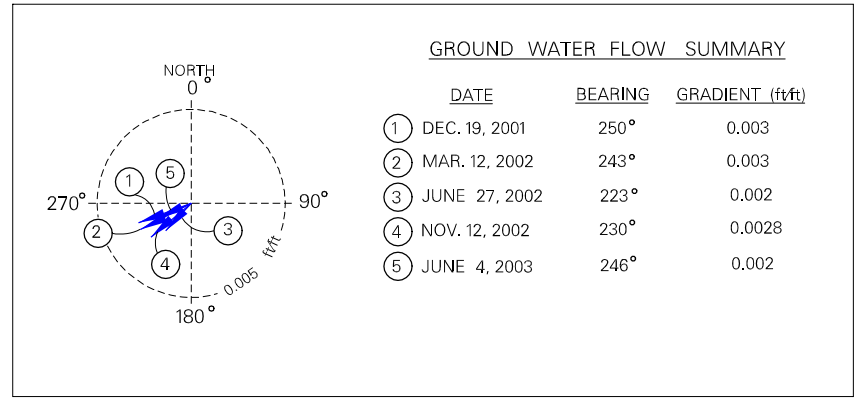 GROUND WATER FLOW SUMMARY
NORTH
0°
270°
90°
180°
0.005 ft/ft
1
5
2
3
4
DATE BEARING GRADIENT (ft/ft)
1 DEC. 19, 2001 250° 0.003
2 MAR. 12, 2002 243° 0.003
3 JUNE 27, 2002 223° 0.002
4 NOV. 12, 2002 230° 0.0028
5 JUNE 4, 2003 246° 0.002